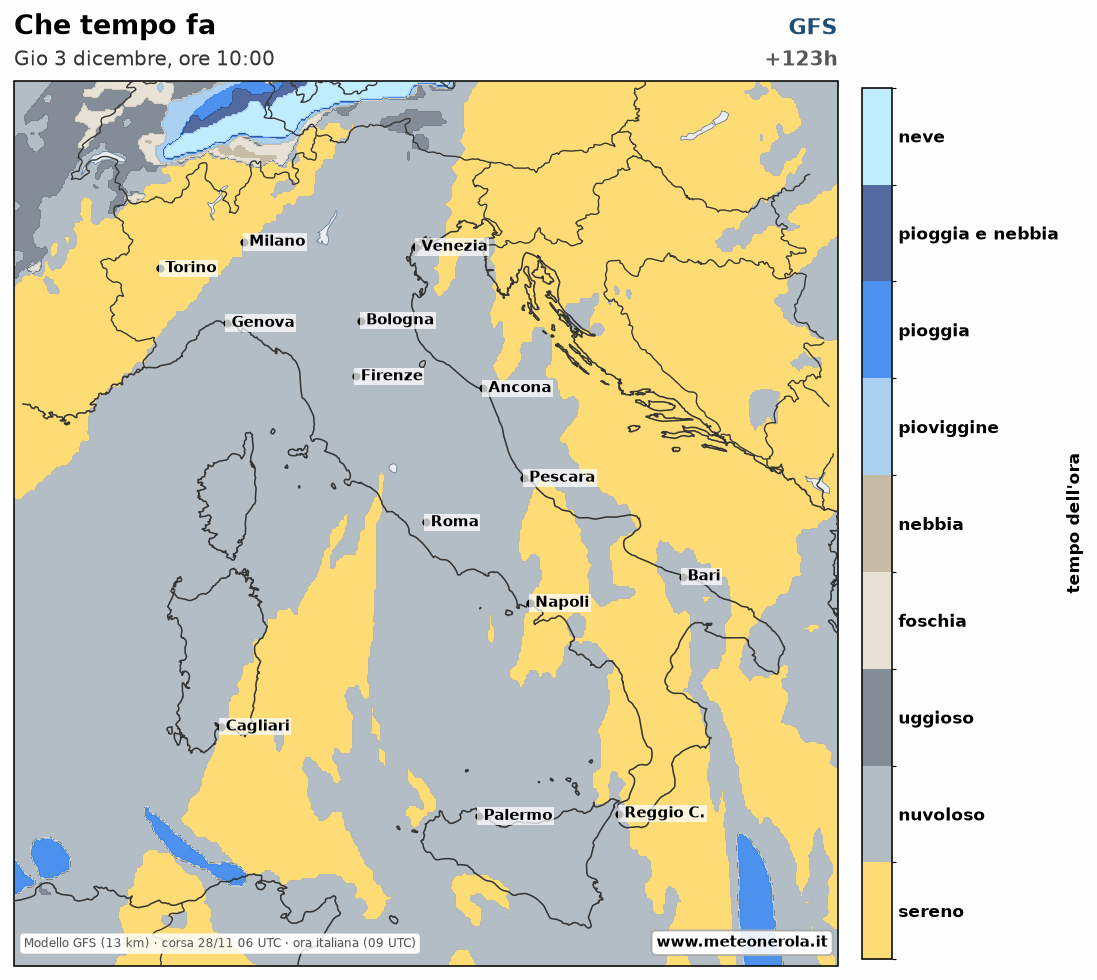 Che tempo fa
GFS
Gio 3 dicembre, ore 10:00
+123h
neve
pioggia e nebbia
pioggia
pioviggine
nebbia
foschia
uggioso
nuvoloso
sereno
tempo dell'ora
Milano
Venezia
Torino
Genova
Bologna
Firenze
Ancona
Pescara
Roma
Bari
Napoli
Cagliari
Palermo
Reggio C.
Modello GFS (13 km) · corsa 28/11 06 UTC · ora italiana (09 UTC)
www.meteonerola.it